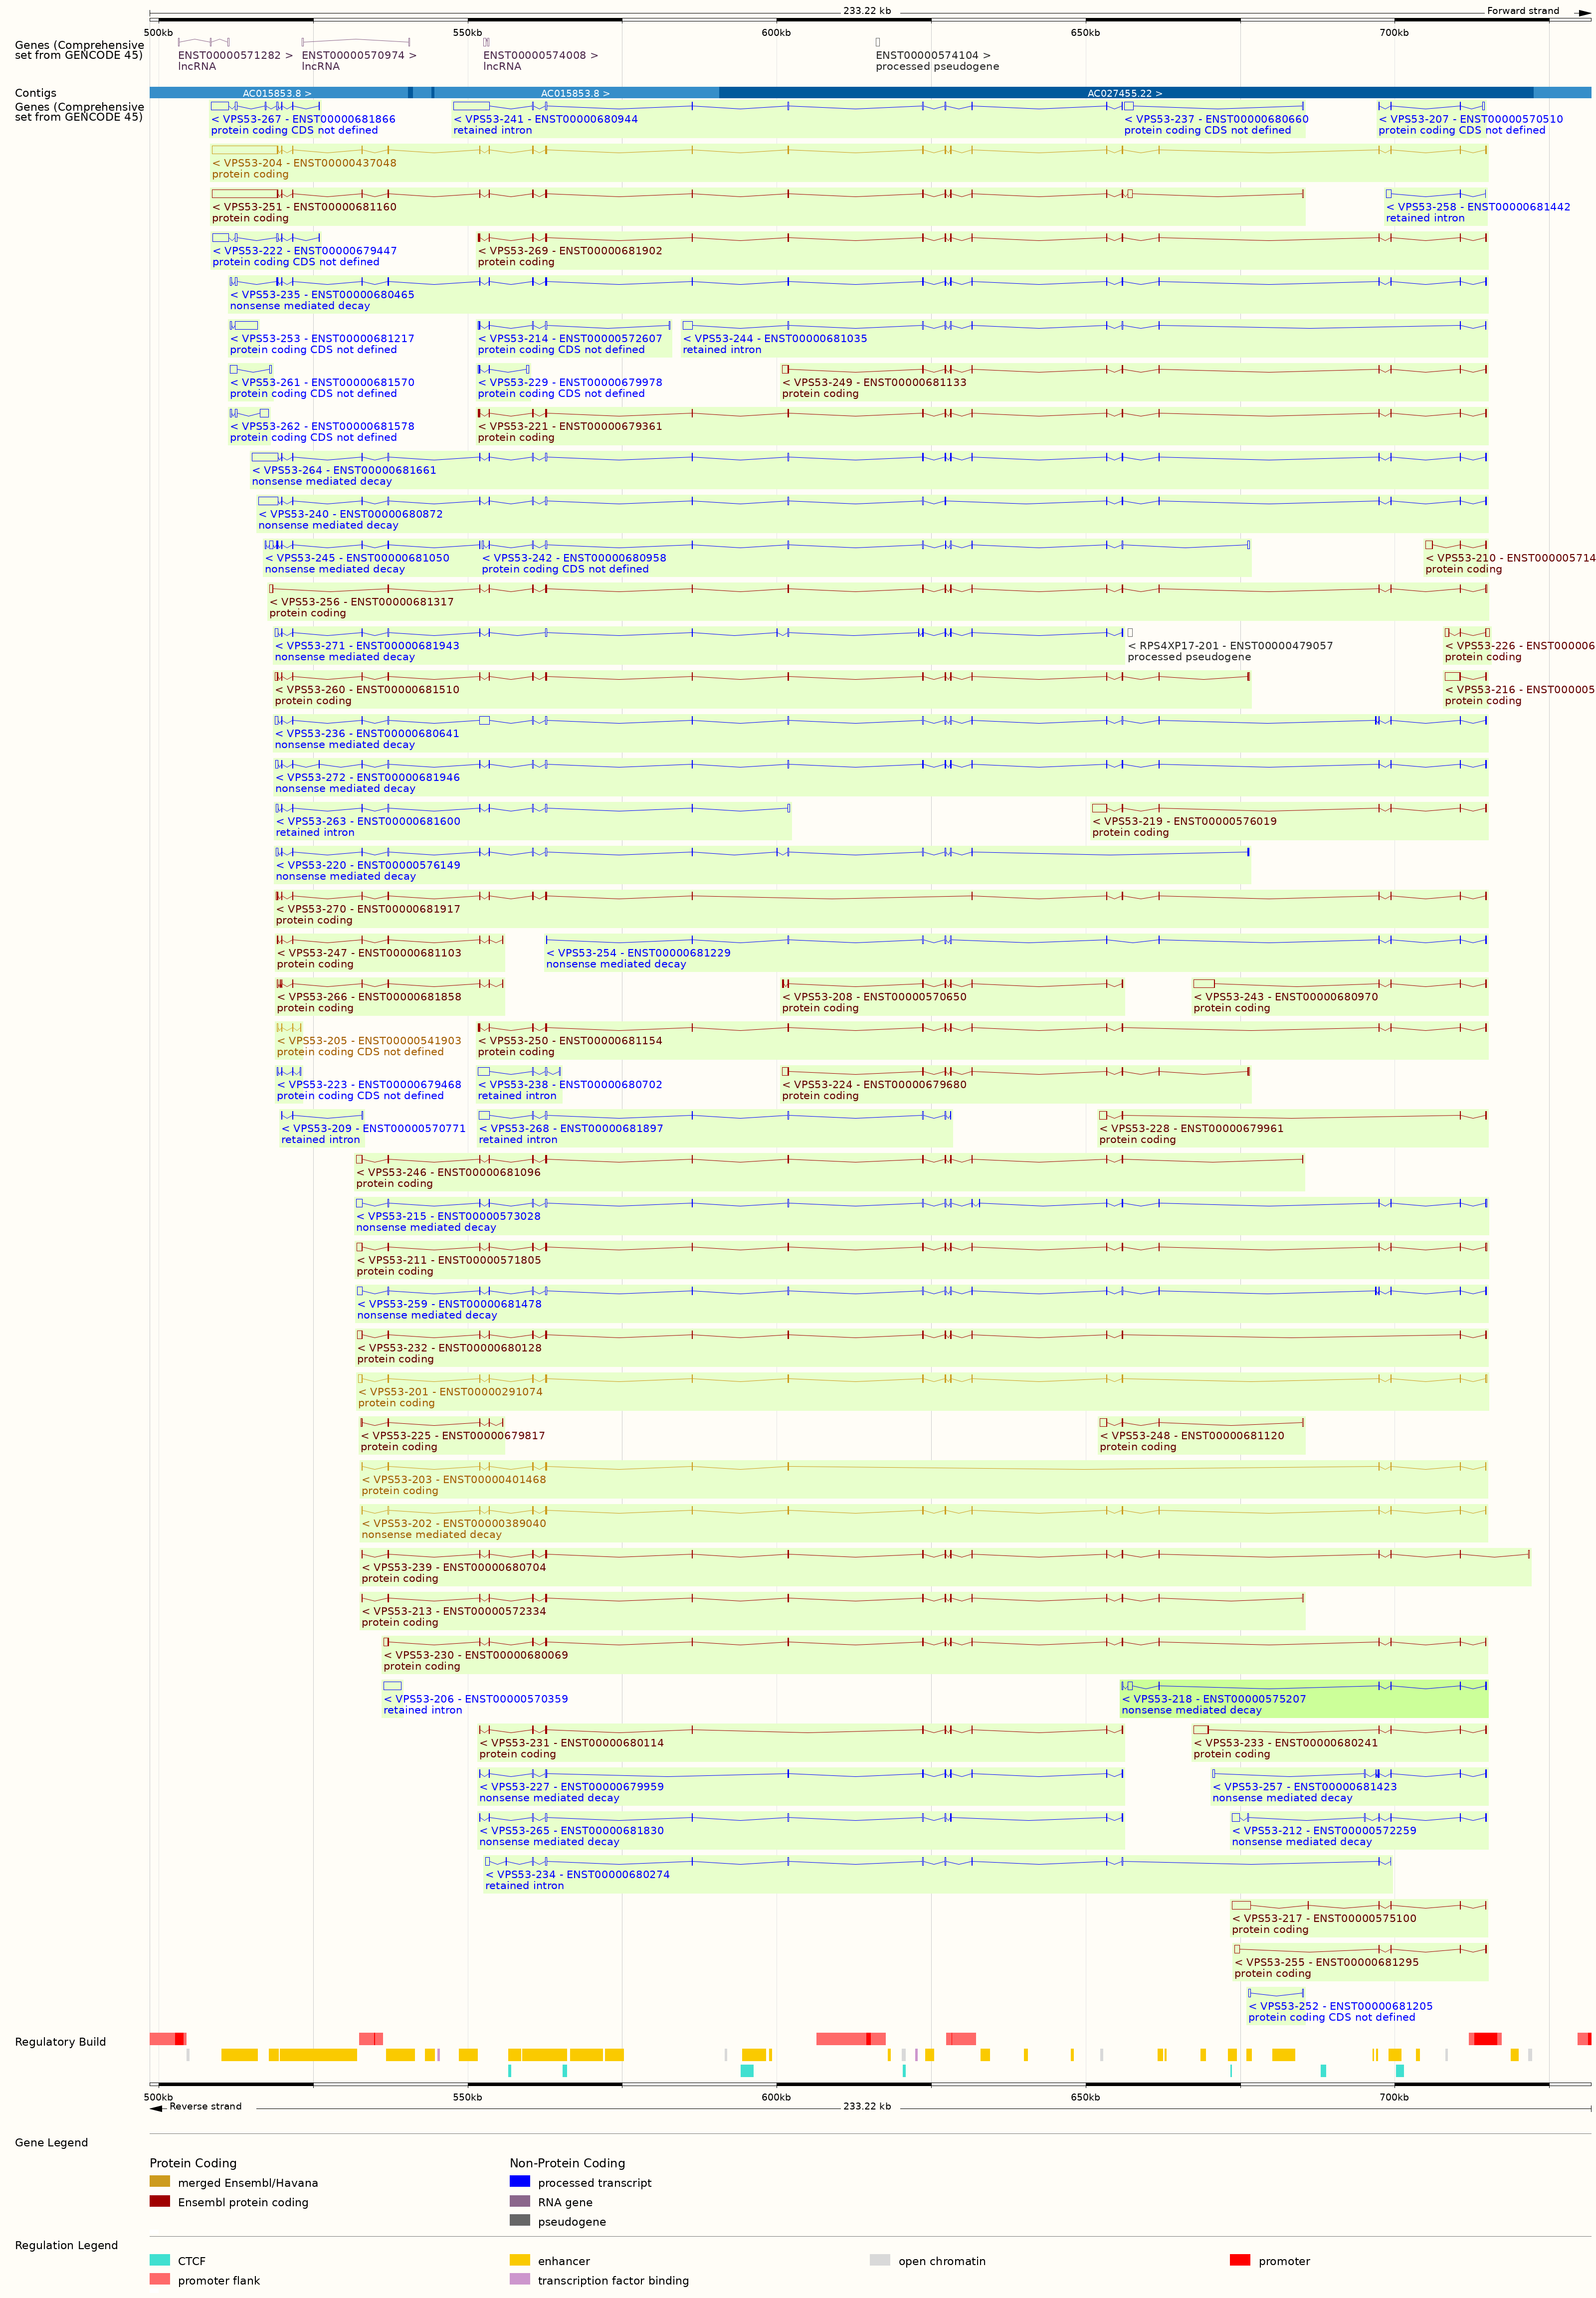 233.22 kb
Forward strand
500kb 550kb 600kb 650kb 700kb
Genes (Comprehensive
set from GENCODE 45)
ENST00000571282 > ENST00000570974 > ENST00000574008 > ENST00000574104 >
lncRNA lncRNA lncRNA processed pseudogene
Contigs
AC015853.8 > AC015853.8 > AC027455.22 >
Genes (Comprehensive
set from GENCODE 45)
< VPS53-267 - ENST00000681866 < VPS53-241 - ENST00000680944 < VPS53-237 - ENST00000680660 < VPS53-207 - ENST00000570510
protein coding CDS not defined retained intron protein coding CDS not defined protein coding CDS not defined
< VPS53-204 - ENST00000437048
protein coding
< VPS53-251 - ENST00000681160 < VPS53-258 - ENST00000681442
protein coding retained intron
< VPS53-222 - ENST00000679447 < VPS53-269 - ENST00000681902
protein coding CDS not defined protein coding
< VPS53-235 - ENST00000680465
nonsense mediated decay
< VPS53-253 - ENST00000681217 < VPS53-214 - ENST00000572607 < VPS53-244 - ENST00000681035
protein coding CDS not defined protein coding CDS not defined retained intron
< VPS53-261 - ENST00000681570 < VPS53-229 - ENST00000679978 < VPS53-249 - ENST00000681133
protein coding CDS not defined protein coding CDS not defined protein coding
< VPS53-262 - ENST00000681578 < VPS53-221 - ENST00000679361
protein coding CDS not defined protein coding
< VPS53-264 - ENST00000681661
nonsense mediated decay
< VPS53-240 - ENST00000680872
nonsense mediated decay
< VPS53-245 - ENST00000681050 < VPS53-242 - ENST00000680958 < VPS53-210 - ENST000005714
nonsense mediated decay protein coding CDS not defined protein coding
< VPS53-256 - ENST00000681317
protein coding
< VPS53-271 - ENST00000681943 < RPS4XP17-201 - ENST00000479057 < VPS53-226 - ENST000006
nonsense mediated decay processed pseudogene protein coding
< VPS53-260 - ENST00000681510 < VPS53-216 - ENST000005
protein coding protein coding
< VPS53-236 - ENST00000680641
nonsense mediated decay
< VPS53-272 - ENST00000681946
nonsense mediated decay
< VPS53-263 - ENST00000681600 < VPS53-219 - ENST00000576019
retained intron protein coding
< VPS53-220 - ENST00000576149
nonsense mediated decay
< VPS53-270 - ENST00000681917
protein coding
< VPS53-247 - ENST00000681103 < VPS53-254 - ENST00000681229
protein coding nonsense mediated decay
< VPS53-266 - ENST00000681858 < VPS53-208 - ENST00000570650 < VPS53-243 - ENST00000680970
protein coding protein coding protein coding
< VPS53-205 - ENST00000541903 < VPS53-250 - ENST00000681154
protein coding CDS not defined protein coding
< VPS53-223 - ENST00000679468 < VPS53-238 - ENST00000680702 < VPS53-224 - ENST00000679680
protein coding CDS not defined retained intron protein coding
< VPS53-209 - ENST00000570771 < VPS53-268 - ENST00000681897 < VPS53-228 - ENST00000679961
retained intron retained intron protein coding
< VPS53-246 - ENST00000681096
protein coding
< VPS53-215 - ENST00000573028
nonsense mediated decay
< VPS53-211 - ENST00000571805
protein coding
< VPS53-259 - ENST00000681478
nonsense mediated decay
< VPS53-232 - ENST00000680128
protein coding
< VPS53-201 - ENST00000291074
protein coding
< VPS53-225 - ENST00000679817 < VPS53-248 - ENST00000681120
protein coding protein coding
< VPS53-203 - ENST00000401468
protein coding
< VPS53-202 - ENST00000389040
nonsense mediated decay
< VPS53-239 - ENST00000680704
protein coding
< VPS53-213 - ENST00000572334
protein coding
< VPS53-230 - ENST00000680069
protein coding
< VPS53-206 - ENST00000570359 < VPS53-218 - ENST00000575207
retained intron nonsense mediated decay
< VPS53-231 - ENST00000680114 < VPS53-233 - ENST00000680241
protein coding protein coding
< VPS53-227 - ENST00000679959 < VPS53-257 - ENST00000681423
nonsense mediated decay nonsense mediated decay
< VPS53-265 - ENST00000681830 < VPS53-212 - ENST00000572259
nonsense mediated decay nonsense mediated decay
< VPS53-234 - ENST00000680274
retained intron
< VPS53-217 - ENST00000575100
protein coding
< VPS53-255 - ENST00000681295
protein coding
< VPS53-252 - ENST00000681205
protein coding CDS not defined
Regulatory Build
500kb 550kb 600kb 650kb 700kb
Reverse strand 233.22 kb
Gene Legend
Protein Coding Non-Protein Coding
merged Ensembl/Havana processed transcript
Ensembl protein coding RNA gene
pseudogene
Regulation Legend
CTCF enhancer open chromatin promoter
promoter flank transcription factor binding